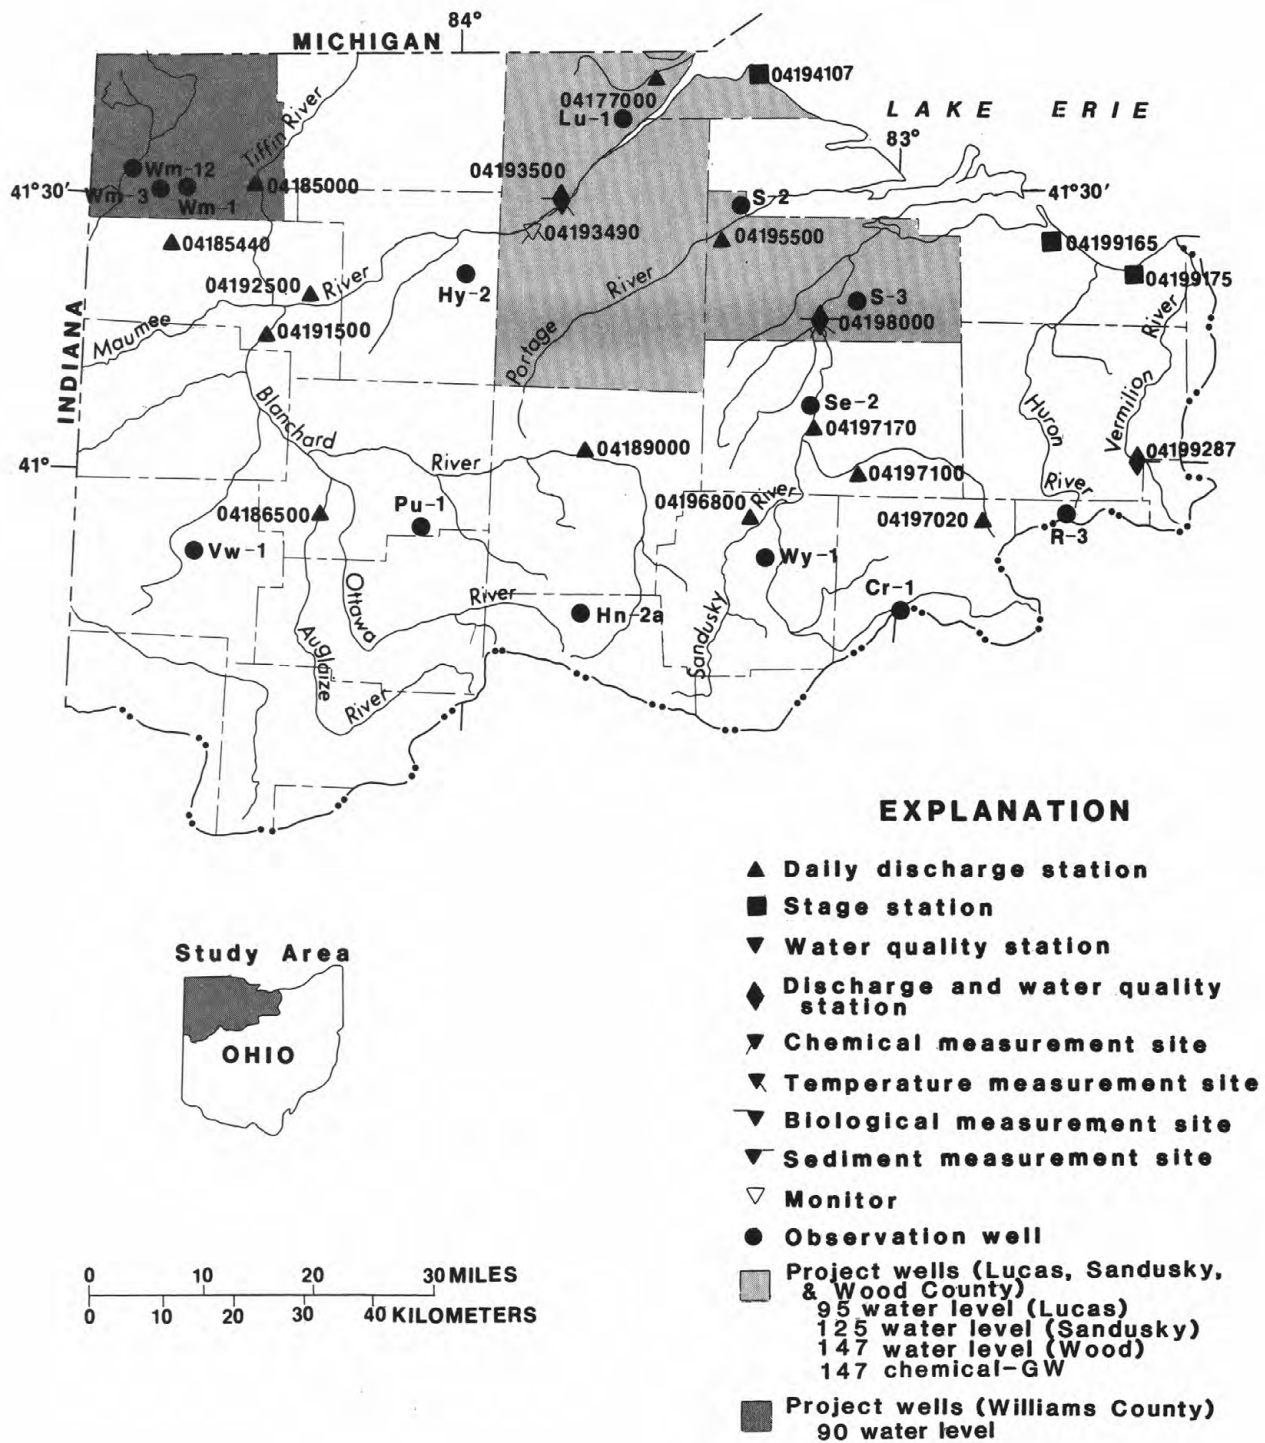 84°
MICHIGAN
04194107
04177000
Lu-1
LAKE ERIE
83°
Tiffin River
Wm-12
04193500
41°30'
Wm-3
Wm-1
04185000
S-2
41°30'
04193490
04195500
04185440
04199165
04192500
River
Hy-2
River
S-3
04199175
04191500
04198000
Maumee
Portage
River
INDIANA
Blanchard
Se-2
Huron
Vermilion
04197170
41°
River
04189000
04197100
04199287
River
04196800
River
04186500
Pu-1
04197020
R-3
Vw-1
Wy-1
Ottawa
River
Cr-1
Hn-2a
Sandusky
Auglaize
River
EXPLANATION
Daily discharge station
Stage station
Water quality station
Discharge and water quality
station
Chemical measurement site
Temperature measurement site
Biological measurement site
Sediment measurement site
Monitor
Observation well
Project wells (Lucas, Sandusky,
& Wood County)
95 water level (Lucas)
125 water level (Sandusky)
147 water level (Wood)
147 chemical-GW
Project wells (Williams County)
90 water level
Study Area
OHIO
0 10 20 30 MILES
0 10 20 30 40 KILOMETERS